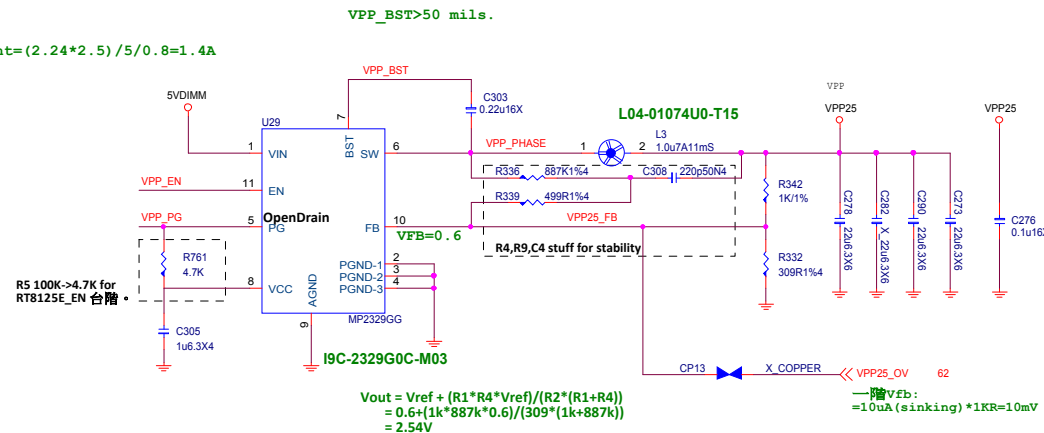 VPP_BST>50 mils.
nt=(2.24*2.5)/5/0.8=1.4A
VPP_BST
5VDIMM
C303
0.22u16X
L04-01074U0-T15
VPP
VPP25
VPP25
U29
7
BST
1
VIN
SW
6
VPP_PHASE
1
2
L3
1.0u7A11mS
VPP_EN
11
EN
R336
887K1%4
C308
220p50N4
R339
499R1%4
R342
1K/1%
C278
22u6.3X6
C282
X_22u6.3X6
C290
22u6.3X6
C273
22u6.3X6
C276
0.1u16X
VPP_PG
5
PG
OpenDrain
FB
10
VPP25_FB
VFB=0.6
R4,R9,C4 stuff for stability
R761
4.7K
R332
309R1%4
PGND-1
2
PGND-2
3
PGND-3
4
R5 100K->4.7K for
RT8125E_EN 台階。
8
VCC
AGND
9
MP2329GG
C305
1u6.3X4
I9C-2329G0C-M03
CP13
X_COPPER
VPP25_OV
62
一階Vfb:
=10uA(sinking)*1KR=10mV
Vout = Vref + (R1*R4*Vref)/(R2*(R1+R4))
= 0.6+(1k*887k*0.6)/(309*(1k+887k))
= 2.54V